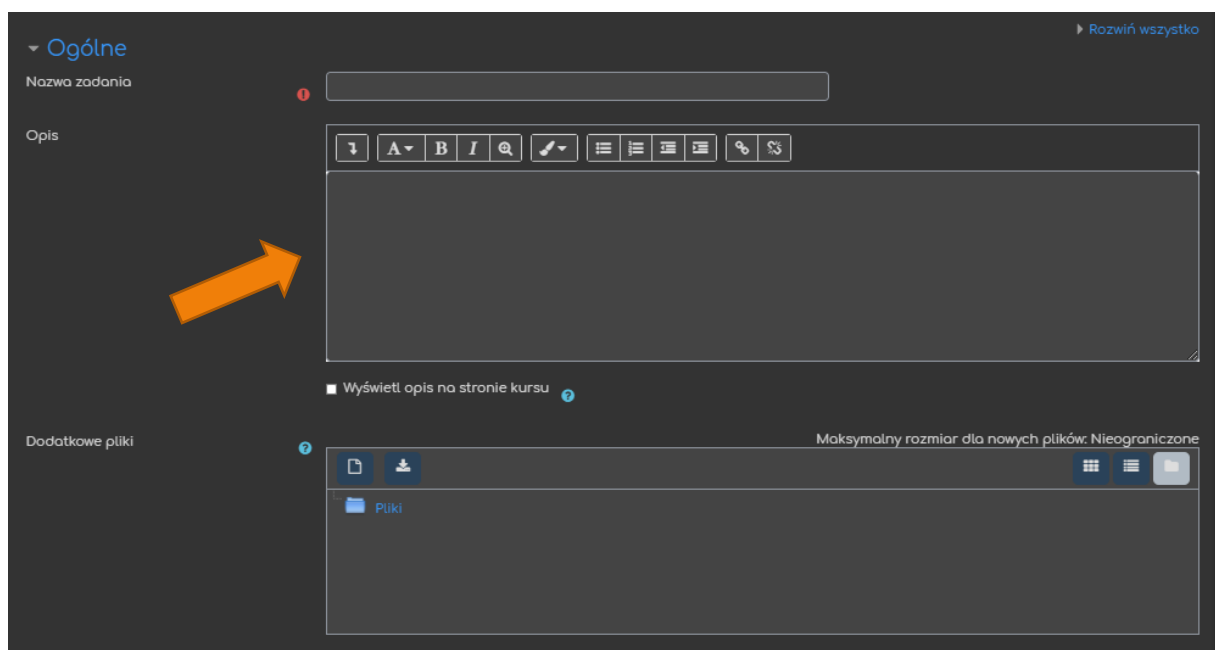 Rozwiń wszystko
Ogólne
Nazwa zadania
Opis
A B I
Wyświetl opis na stronie kursu
Dodatkowe pliki
Maksymalny rozmiar dla nowych plików: Nieograniczone
Pliki